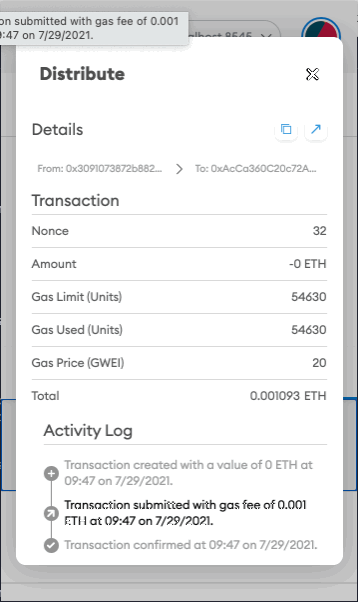 on submitted with gas fee of 0.001
9:47 on 7/29/2021.
alhost 8545
Distribute
Details
From: 0x3091073872b882... > To: 0xAcCa360C20c72A...
Transaction
Nonce 32
Amount -0 ETH
Gas Limit (Units) 54630
Gas Used (Units) 54630
Gas Price (GWEI) 20
Total 0.001093 ETH
Activity Log
Transaction created with a value of 0 ETH at
09:47 on 7/29/2021.
Transaction submitted with gas fee of 0.001
ETH at 09:47 on 7/29/2021.
Transaction confirmed at 09:47 on 7/29/2021.